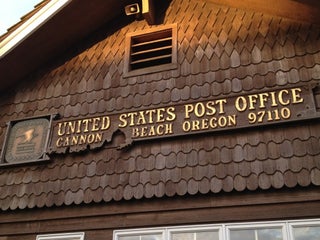 UNITED STATES POST OFFICE
CANNON BEACH OREGON 97110